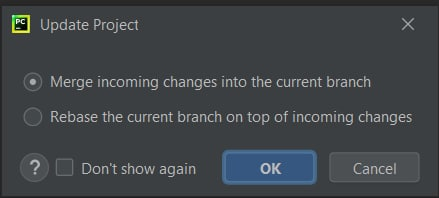 PC
Update Project
Merge incoming changes into the current branch
Rebase the current branch on top of incoming changes
? Don't show again OK Cancel